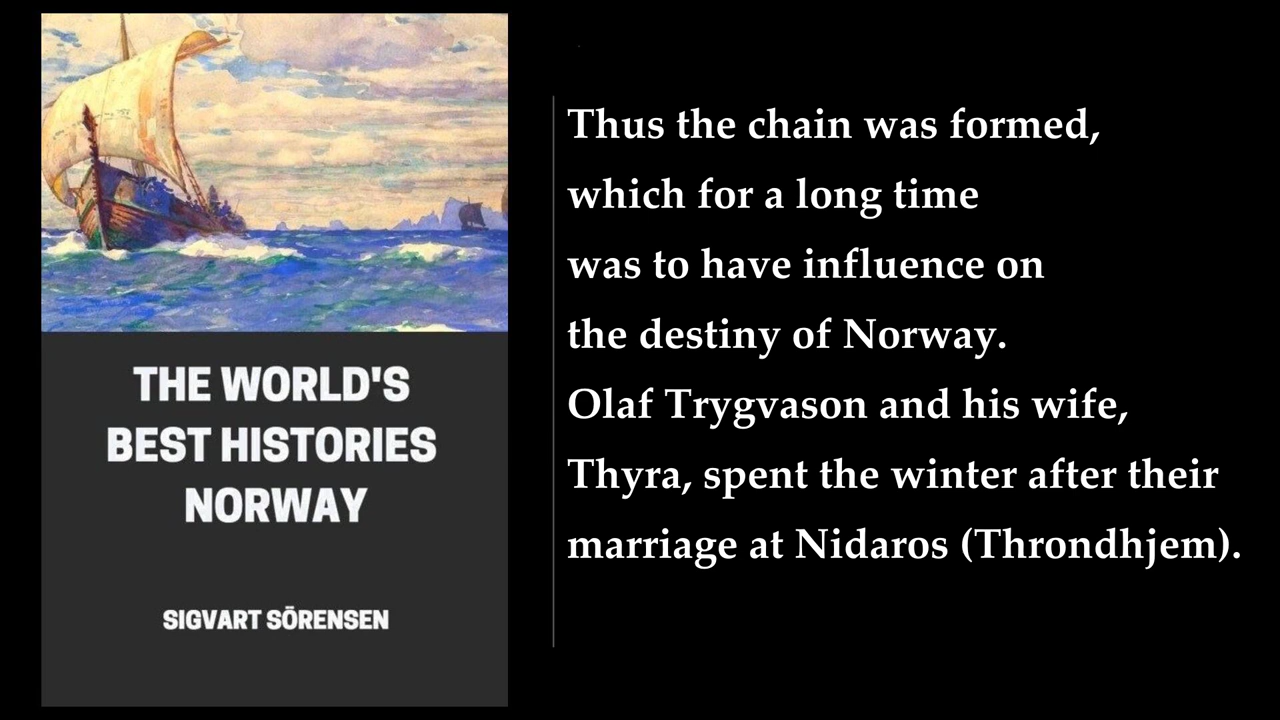 THE WORLD'S
BEST HISTORIES
NORWAY
SIGVART SÖRENSEN
Thus the chain was formed,
which for a long time
was to have influence on
the destiny of Norway.
Olaf Trygvason and his wife,
Thyra, spent the winter after their
marriage at Nidaros (Throndhjem).